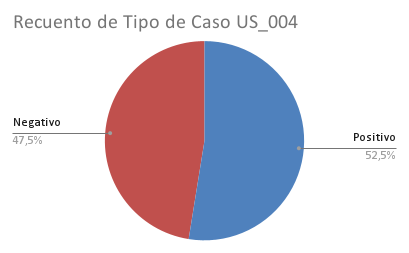 Recuento de Tipo de Caso US_004
Negativo
47,5%
Positivo
52,5%